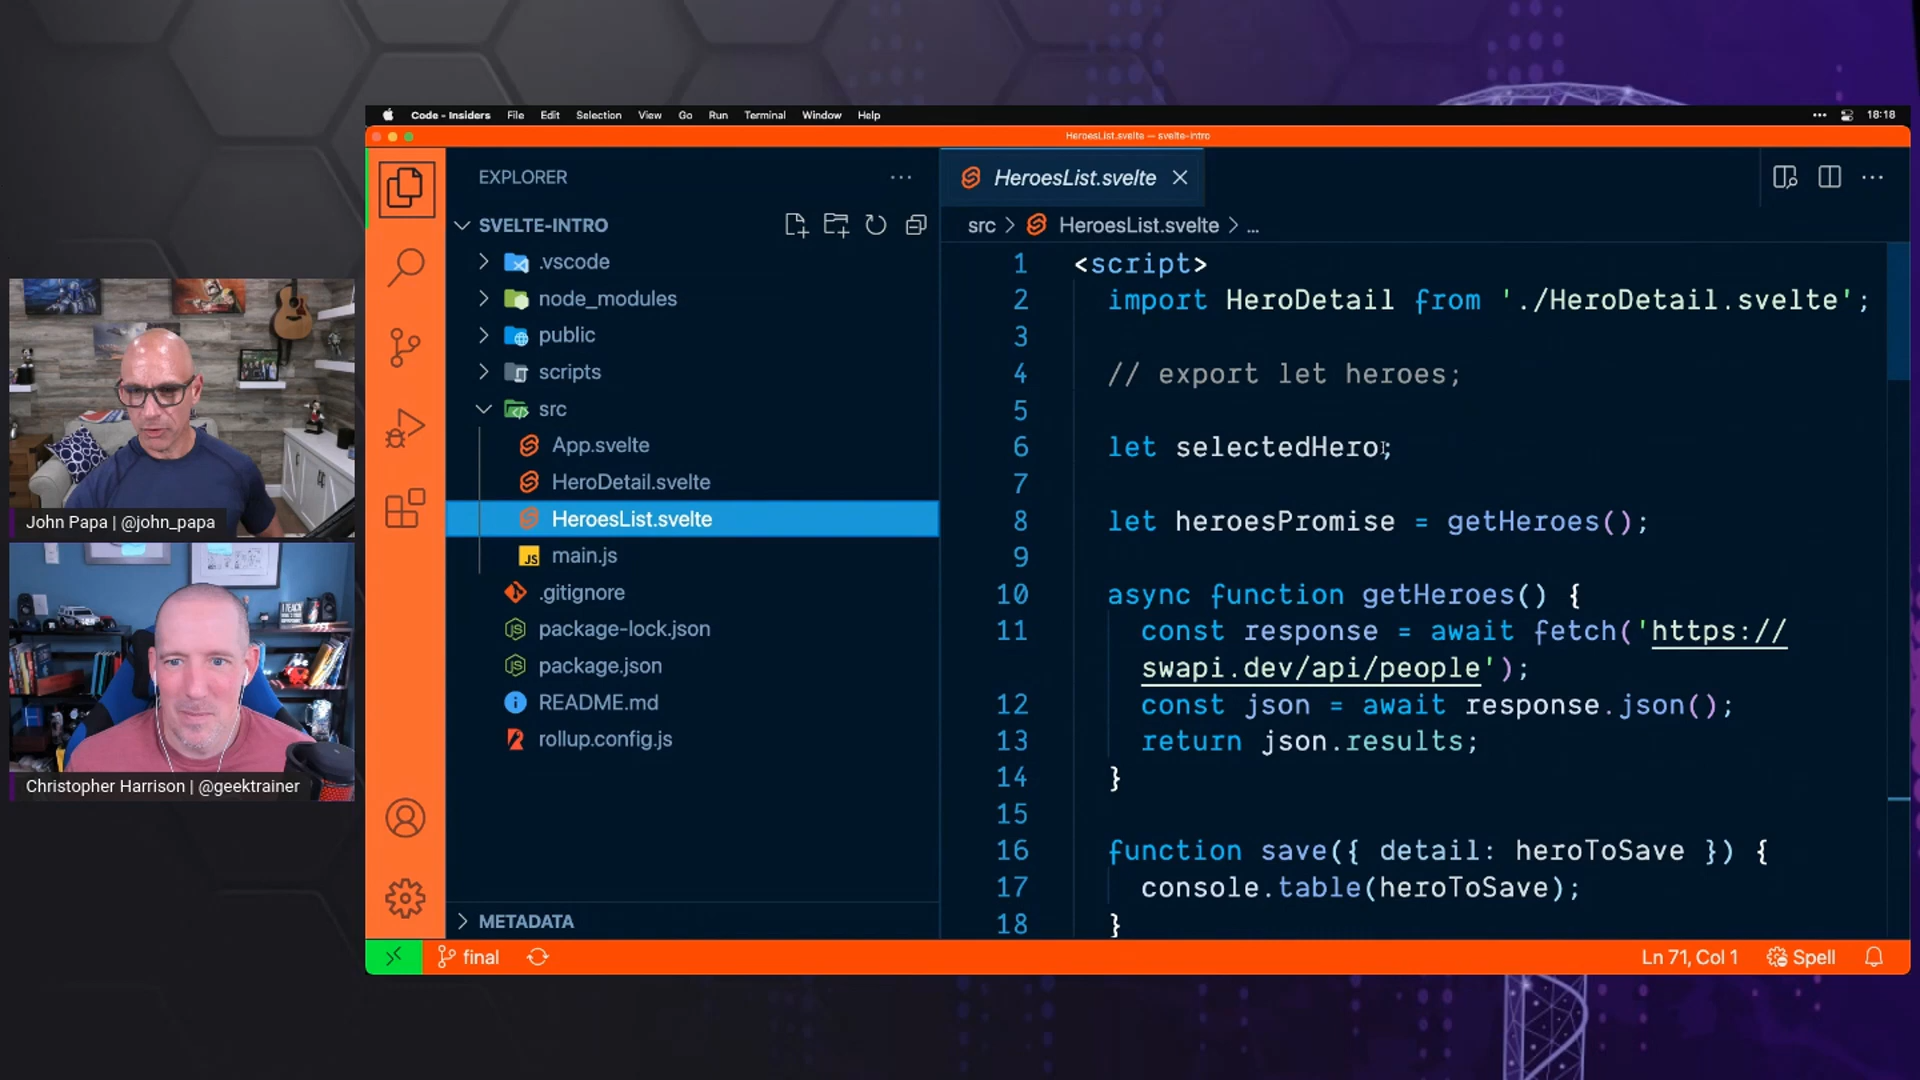 Code - Insiders File Edit Selection View Go Run Terminal Window Help
18:18
HeroesList.svelte — svelte-intro
EXPLORER
SVELTE-INTRO
.vscode
node_modules
public
scripts
src
App.svelte
HeroDetail.svelte
HeroesList.svelte
JS main.js
.gitignore
package-lock.json
package.json
README.md
rollup.config.js
METADATA
HeroesList.svelte
src > HeroesList.svelte > ...
1 <script>
2 import HeroDetail from './HeroDetail.svelte';
3
4 // export let heroes;
5
6 let selectedHero;
7
8 let heroesPromise = getHeroes();
9
10 async function getHeroes() {
11 const response = await fetch('https://
swapi.dev/api/people');
12 const json = await response.json();
13 return json.results;
14 }
15
16 function save({ detail: heroToSave }) {
17 console.table(heroToSave);
18 }
final
Ln 71, Col 1
Spell
John Papa | @john_papa
I TEACH
Christopher Harrison | @geektrainer